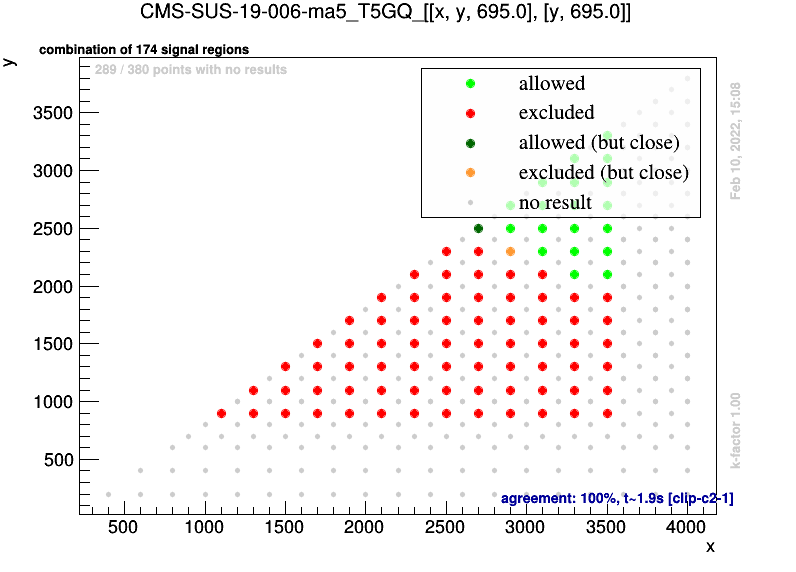 CMS-SUS-19-006-ma5_T5GQ_[[x, y, 695.0], [y, 695.0]]
combination of 174 signal regions
y
289 / 380 points with no results
allowed
excluded
allowed (but close)
excluded (but close)
no result
3500
3000
2500
2000
1500
1000
500
Feb 10, 2022, 15:08
k-factor 1.00
agreement: 100%, t~1.9s [clip-c2-1]
500 1000 1500 2000 2500 3000 3500 4000
x